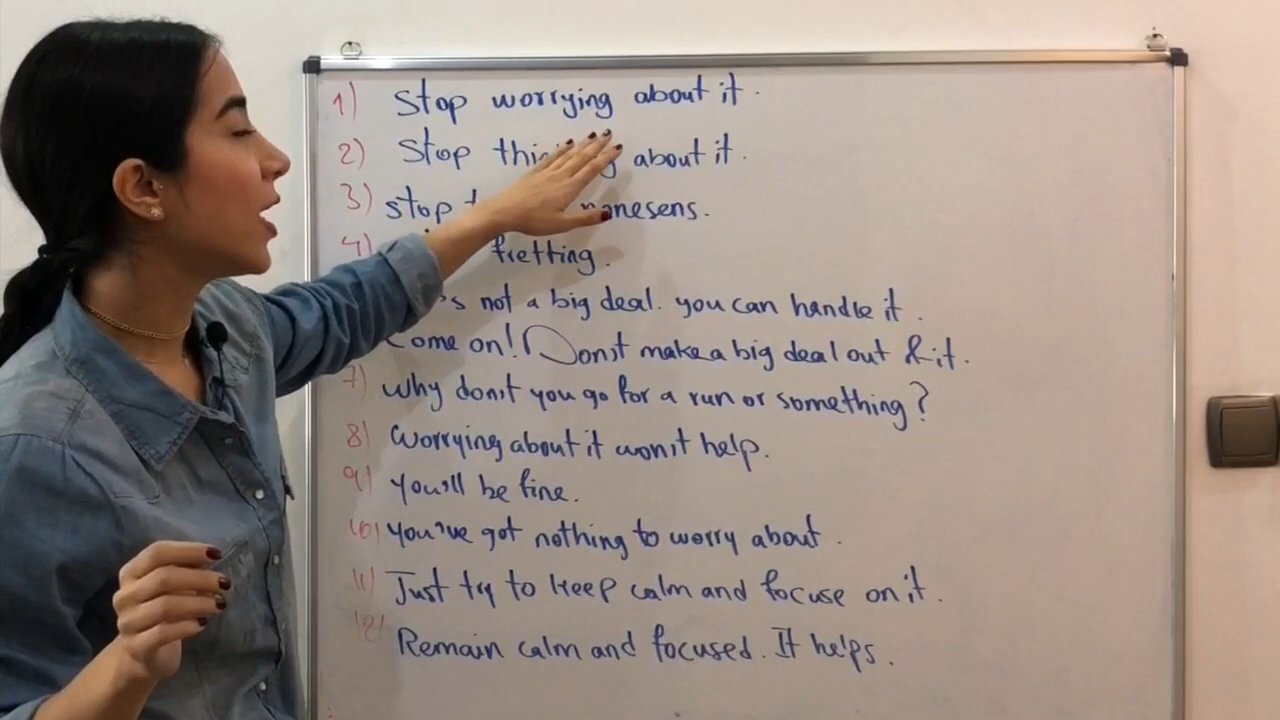 1) Stop worrying about it.
2) Stop about it.
3) stop nonesens.
4) fretting.
not a big deal. you can handle it.
Come on! Don't make a big deal out of it.
7) why don't you go for a run or something?
8) worrying about it won't help.
9) you'll be fine.
10) you've got nothing to worry about.
11) Just try to keep calm and focuse on it.
12) Remain calm and focused. It helps.